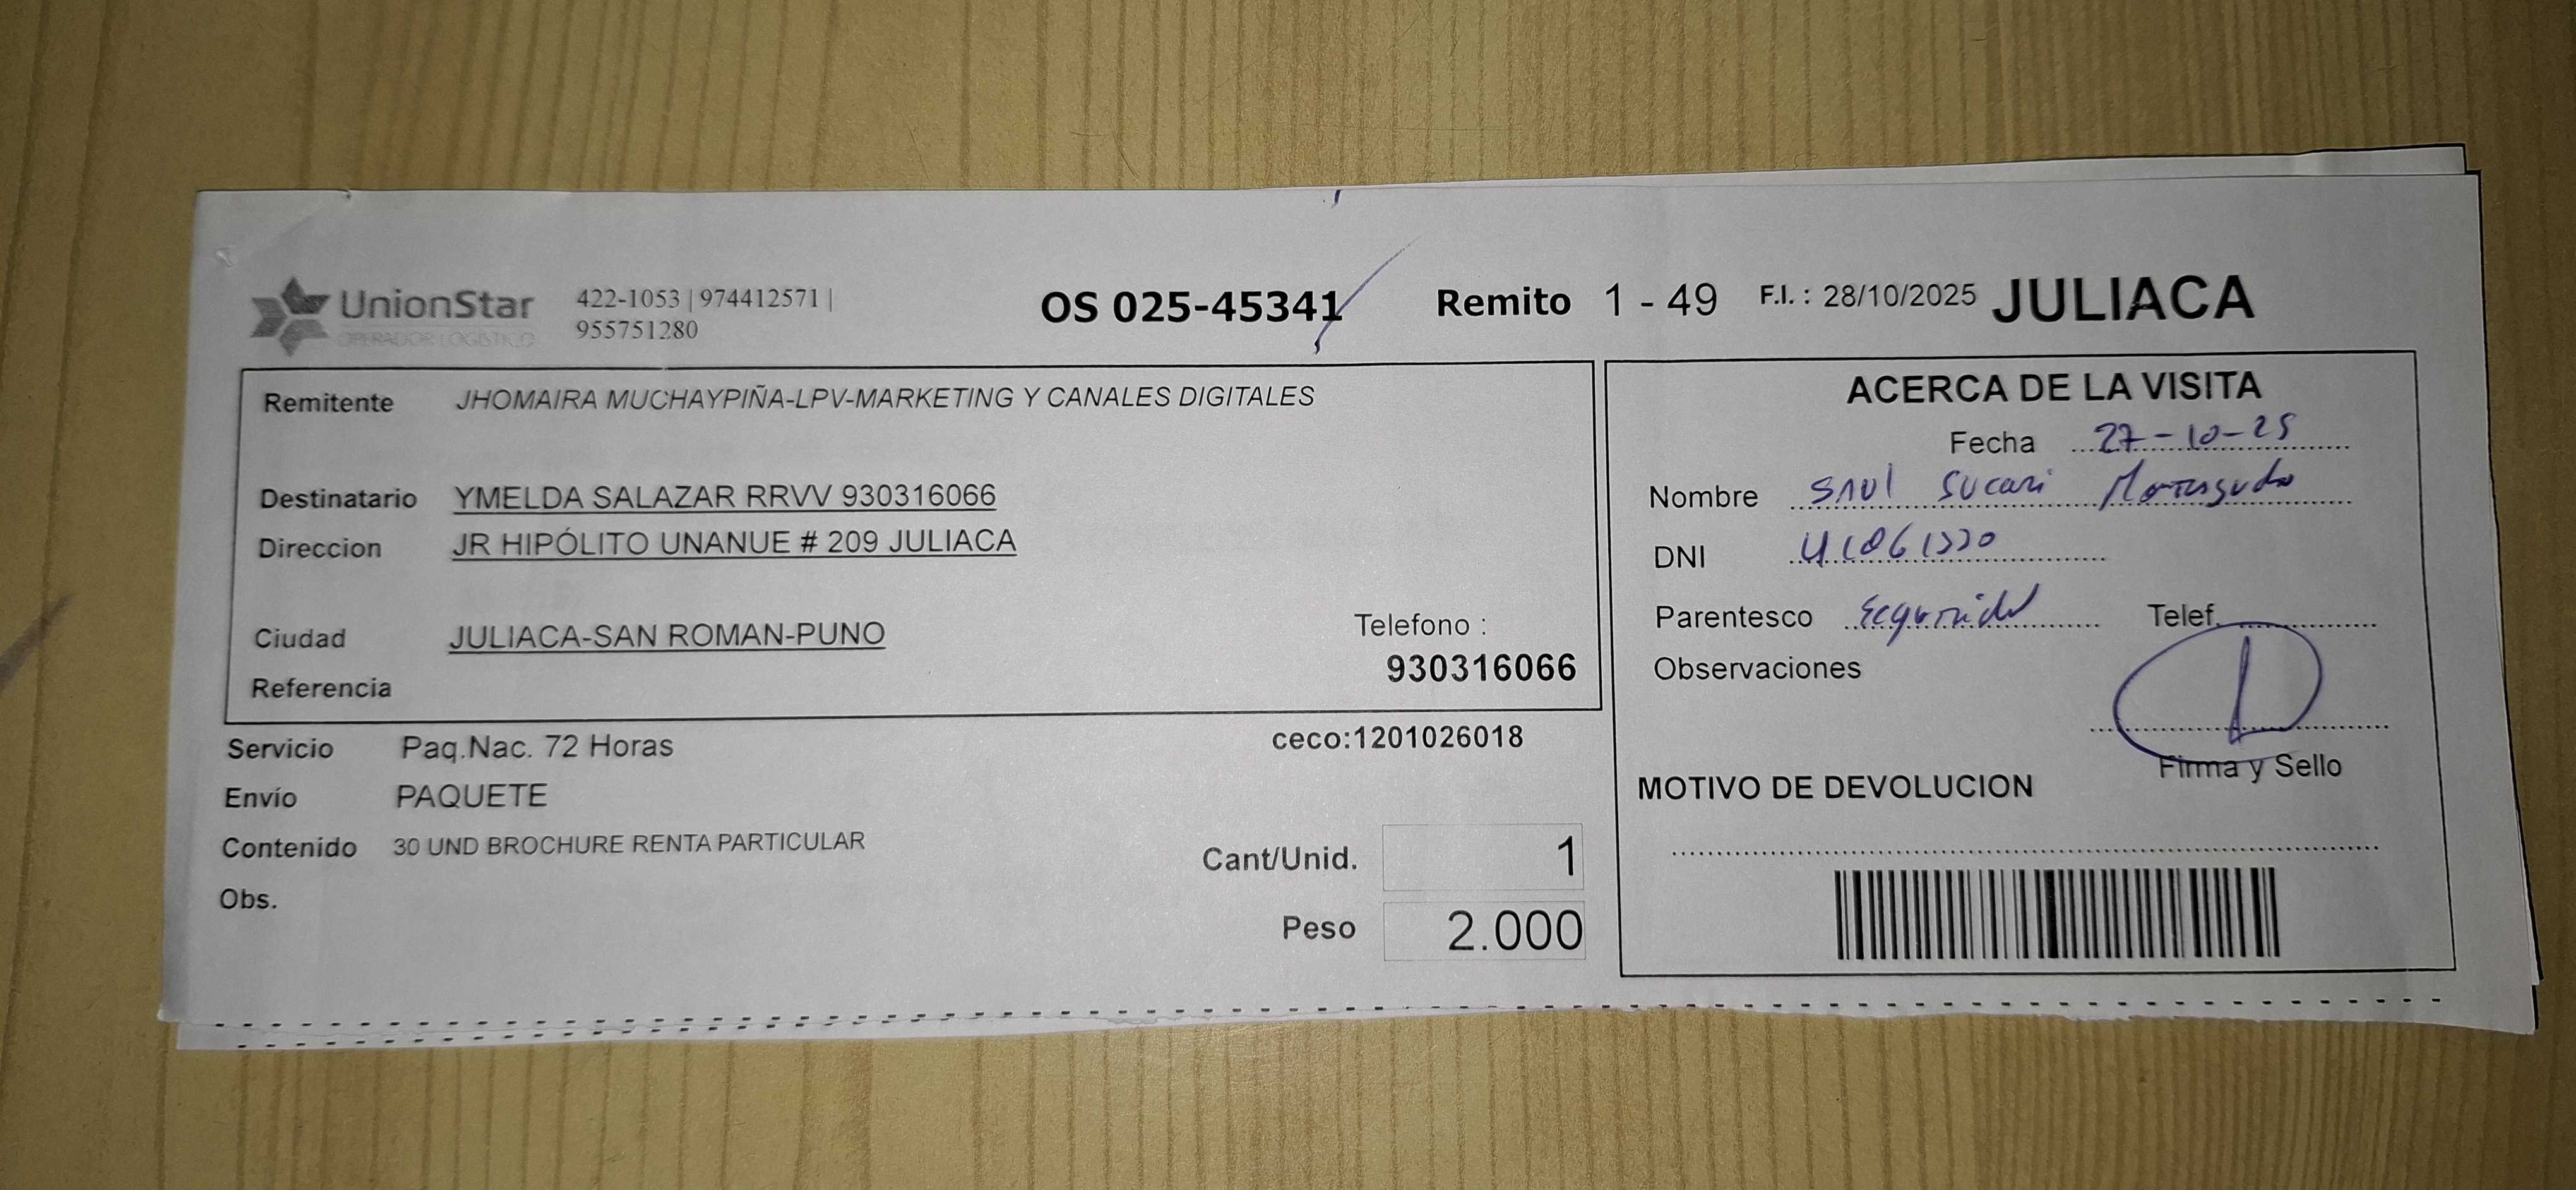 UnionStar
OPERADOR LOGISTICO
422-1053 | 974412571 |
955751280
OS 025-45341
Remito 1 - 49
F.I. : 28/10/2025
JULIACA
Remitente JHOMAIRA MUCHAYPIÑA-LPV-MARKETING Y CANALES DIGITALES
Destinatario YMELDA SALAZAR RRVV 930316066
Direccion JR HIPÓLITO UNANUE # 209 JULIACA
Ciudad JULIACA-SAN ROMAN-PUNO
Telefono :
930316066
Referencia
Servicio Paq.Nac. 72 Horas
ceco:1201026018
Envío PAQUETE
Contenido 30 UND BROCHURE RENTA PARTICULAR
Obs.
Cant/Unid. 1
Peso 2.000
ACERCA DE LA VISITA
Fecha 27-10-25
Nombre Saul Sucari
DNI
Parentesco Seguridad Telef.
Observaciones
Firma y Sello
MOTIVO DE DEVOLUCION